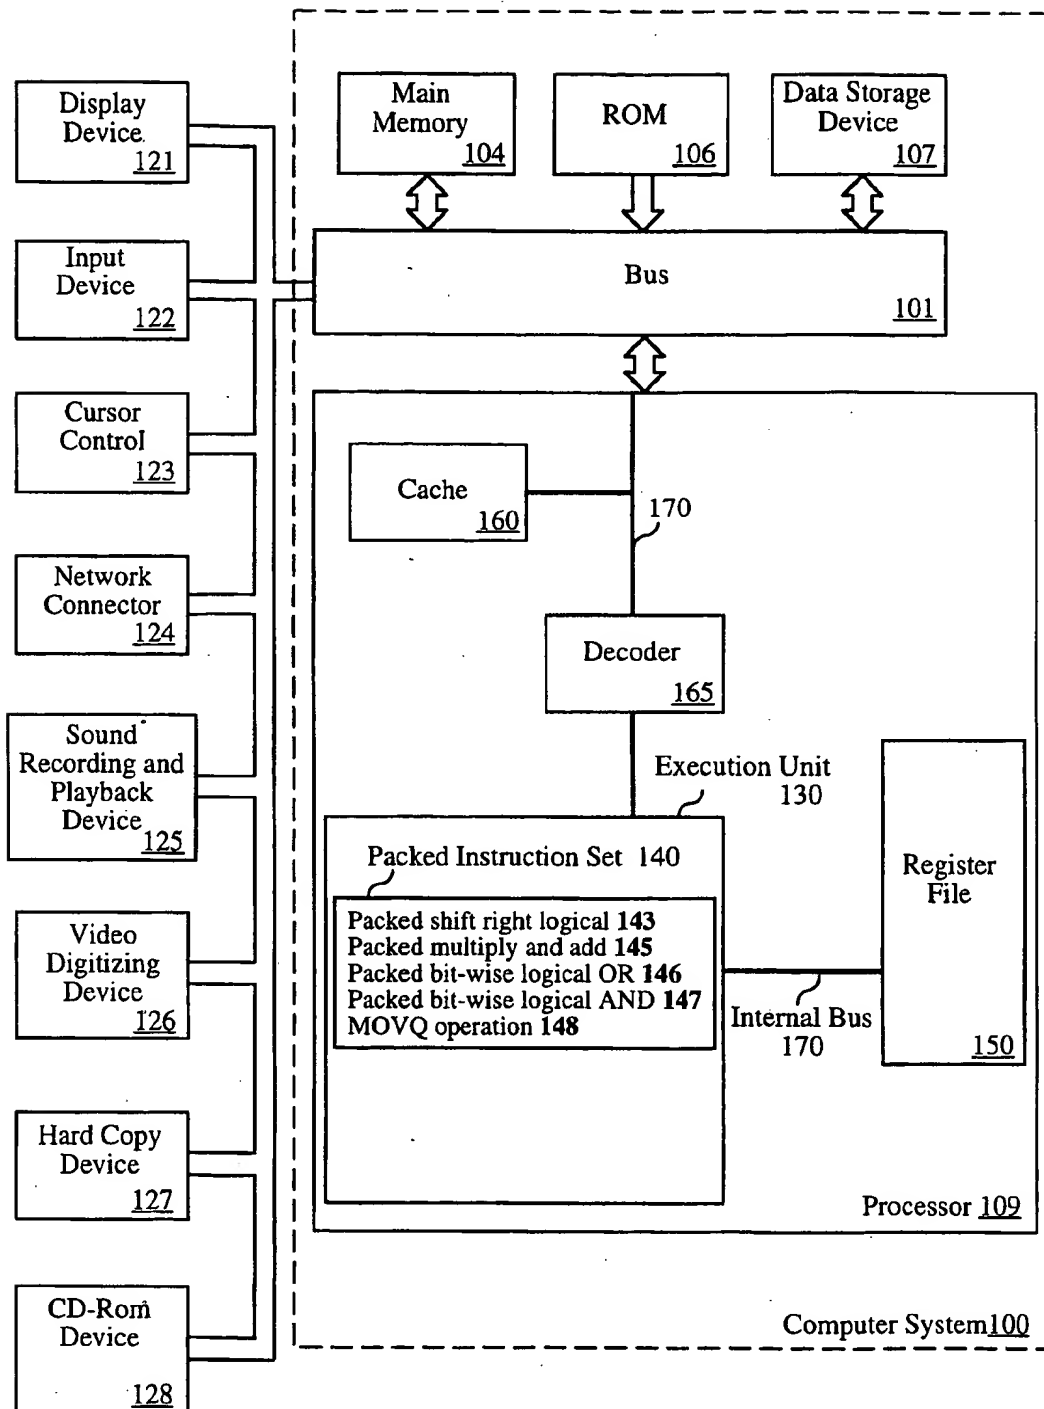 Display
Device
121
Input
Device
122
Cursor
Control
123
Network
Connector
124
Sound
Recording and
Playback
Device
125
Video
Digitizing
Device
126
Hard Copy
Device
127
CD-Rom
Device
128
Main
Memory
104
ROM
106
Data Storage
Device
107
Bus
101
Cache
160
170
Decoder
165
Execution Unit
130
Packed Instruction Set 140
Packed shift right logical 143
Packed multiply and add 145
Packed bit-wise logical OR 146
Packed bit-wise logical AND 147
MOVQ operation 148
Internal Bus
170
Register
File
150
Processor 109
Computer System100